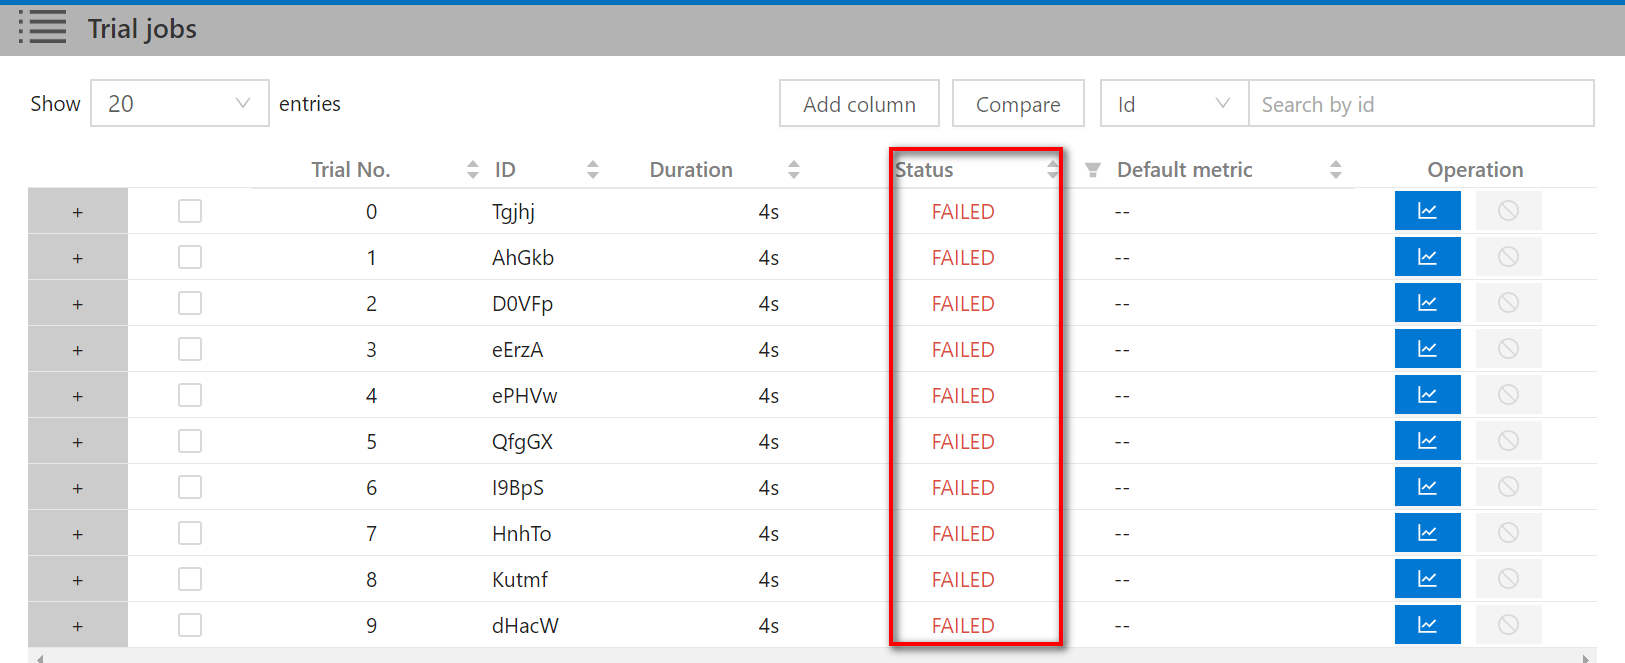 Trial jobs
Show 20 entries Add column Compare Id Search by id
Trial No. ID Duration Status Default metric Operation
+ 0 Tgjhj 4s FAILED --
+ 1 AhGkb 4s FAILED --
+ 2 D0VFp 4s FAILED --
+ 3 eErzA 4s FAILED --
+ 4 ePHVw 4s FAILED --
+ 5 QfgGX 4s FAILED --
+ 6 I9BpS 4s FAILED --
+ 7 HnhTo 4s FAILED --
+ 8 Kutmf 4s FAILED --
+ 9 dHacW 4s FAILED --